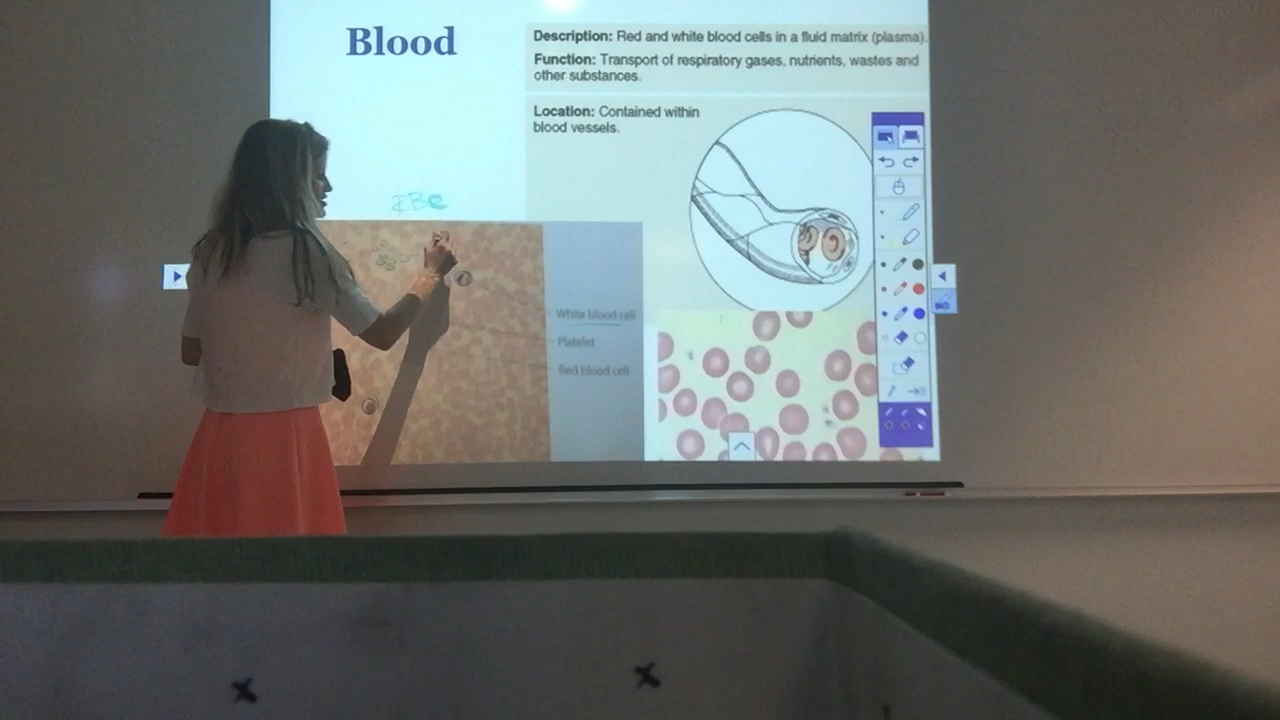 Blood
Description: Red and white blood cells in a fluid matrix (plasma).
Function: Transport of respiratory gases, nutrients, wastes and
other substances.
Location: Contained within
blood vessels.
White blood cell
Platelet
Red blood cell